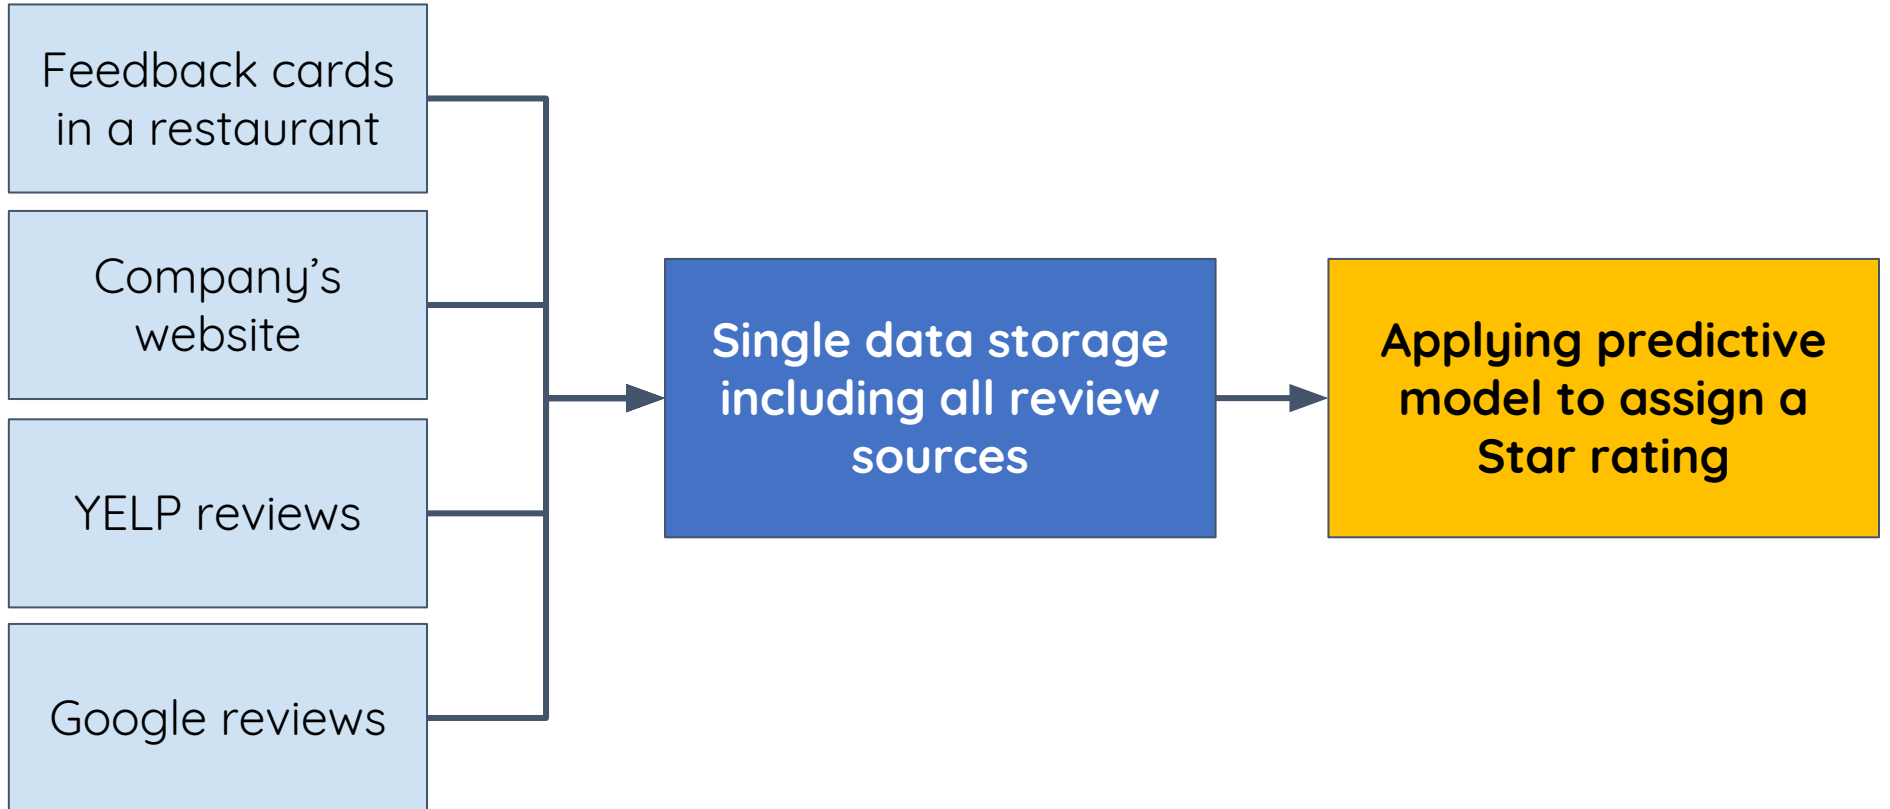 Feedback cards
in a restaurant
Company’s
website
YELP reviews
Google reviews
Single data storage
including all review
sources
Applying predictive
model to assign a
Star rating